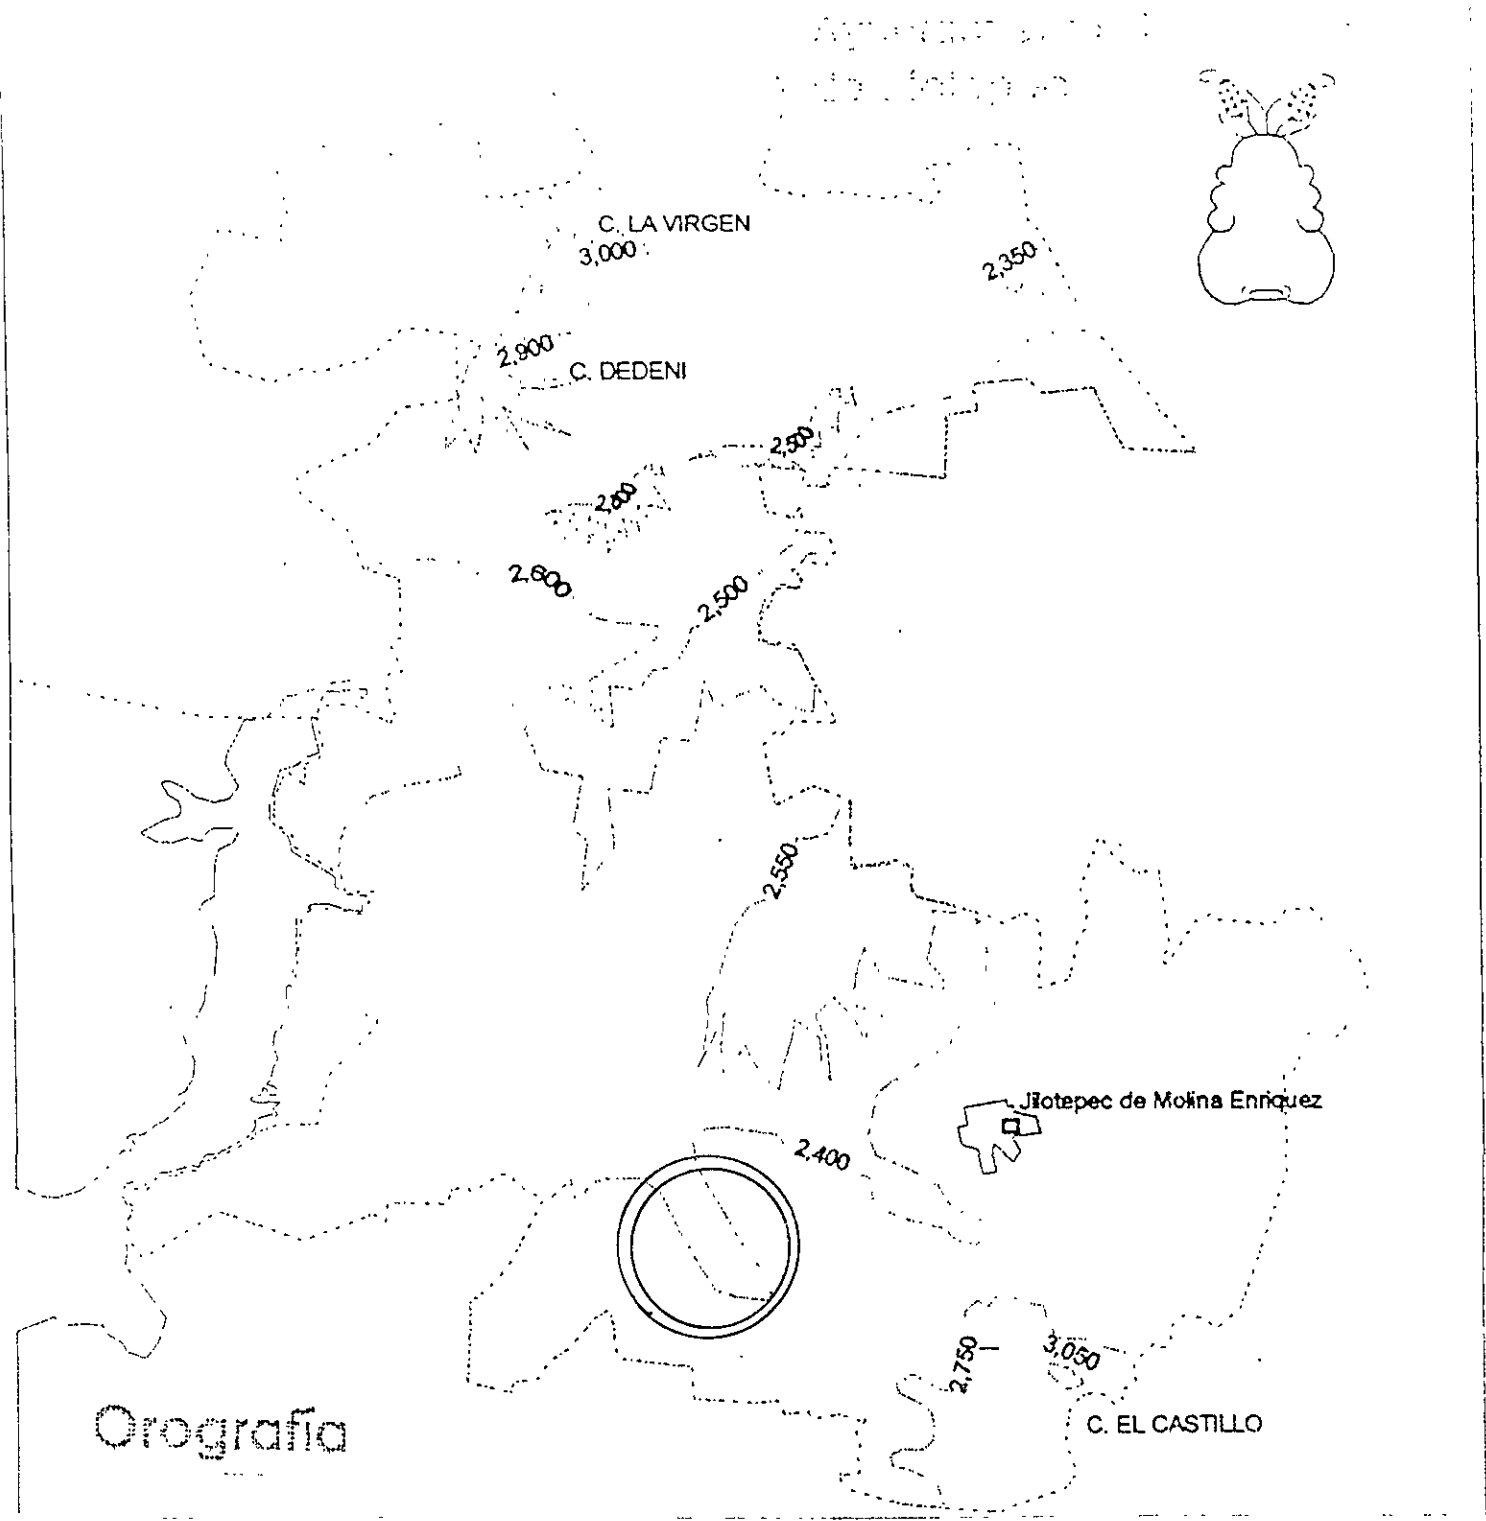 C. LA VIRGEN
3,000
2,350
2,900
C. DEDENI
2,500
2,600
2,500
2,550
Jilotepec de Molina Enriquez
2,400
2,750
3,050
C. EL CASTILLO
Orografía